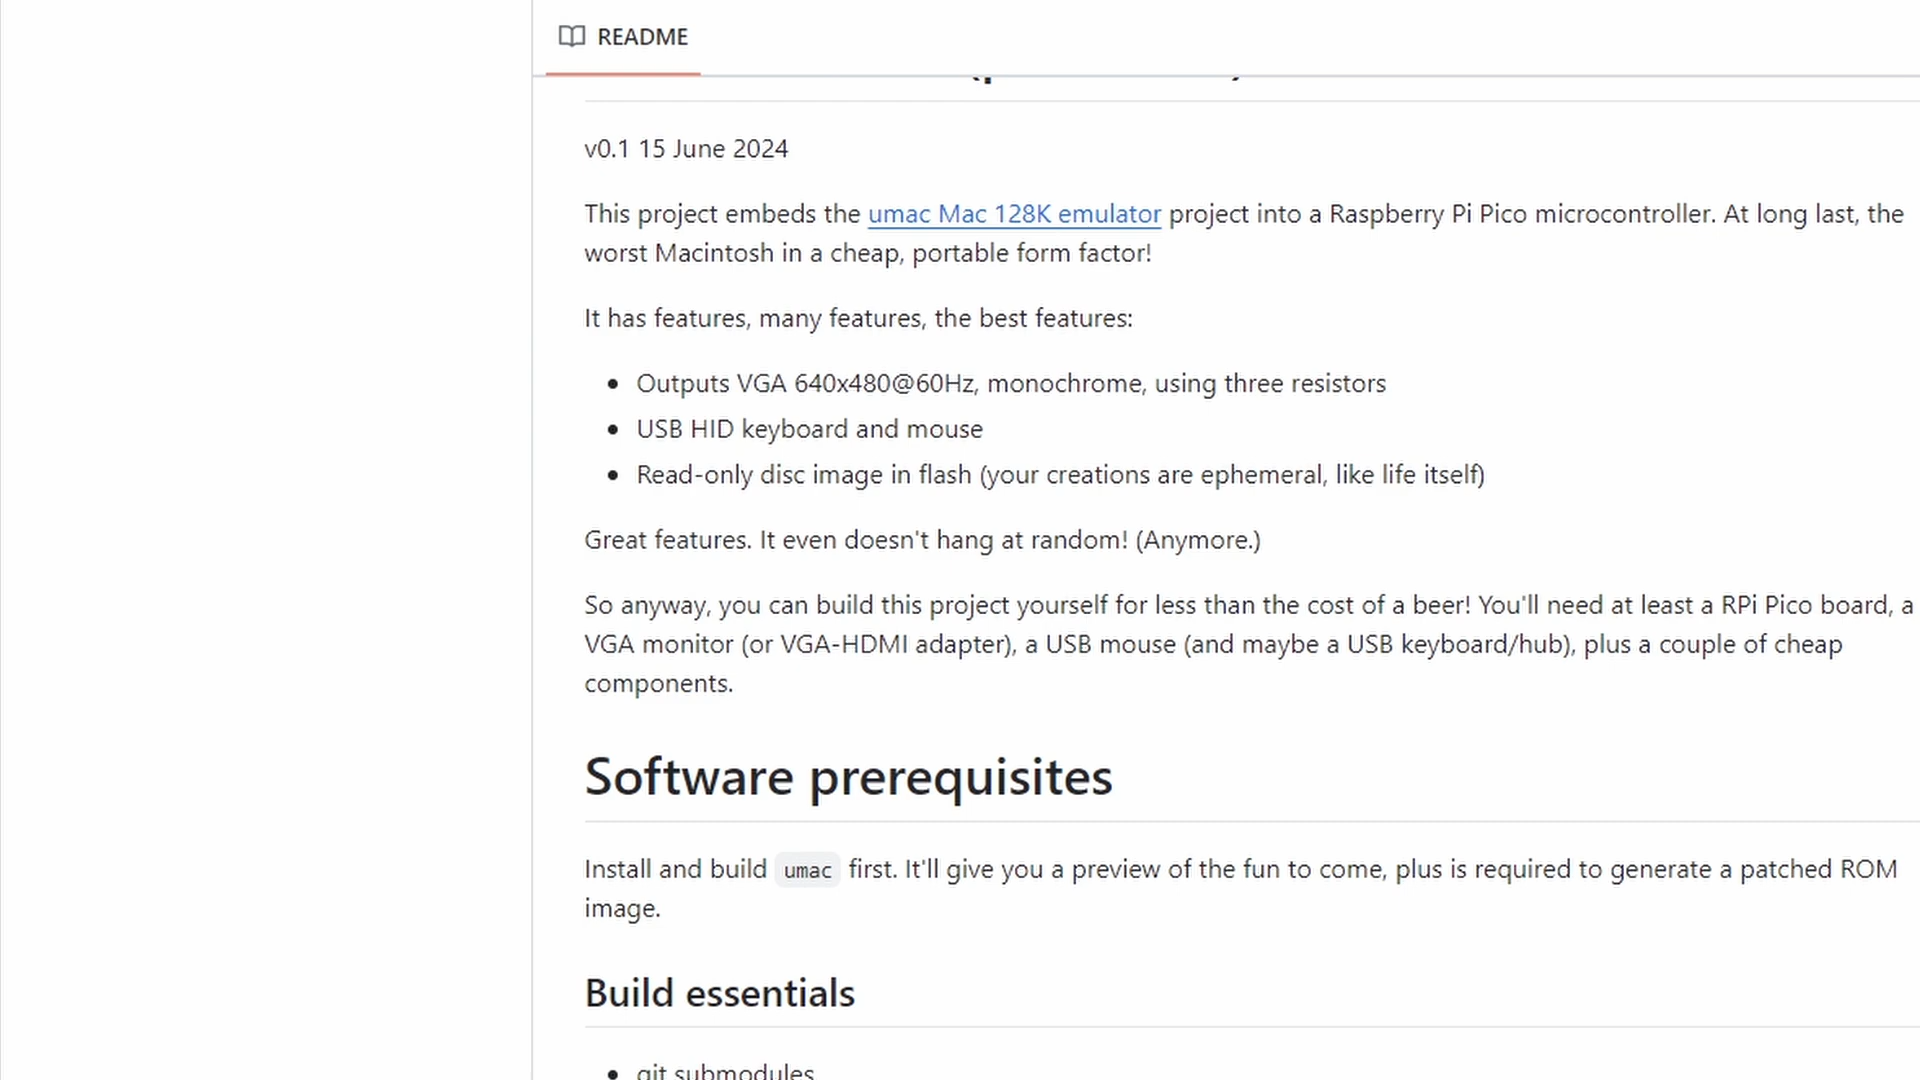 README
v0.1 15 June 2024
This project embeds the umac Mac 128K emulator project into a Raspberry Pi Pico microcontroller. At long last, the
worst Macintosh in a cheap, portable form factor!
It has features, many features, the best features:
Outputs VGA 640x480@60Hz, monochrome, using three resistors
USB HID keyboard and mouse
Read-only disc image in flash (your creations are ephemeral, like life itself)
Great features. It even doesn't hang at random! (Anymore.)
So anyway, you can build this project yourself for less than the cost of a beer! You'll need at least a RPi Pico board, a
VGA monitor (or VGA-HDMI adapter), a USB mouse (and maybe a USB keyboard/hub), plus a couple of cheap
components.
Software prerequisites
Install and build umac first. It'll give you a preview of the fun to come, plus is required to generate a patched ROM
image.
Build essentials
git submodules